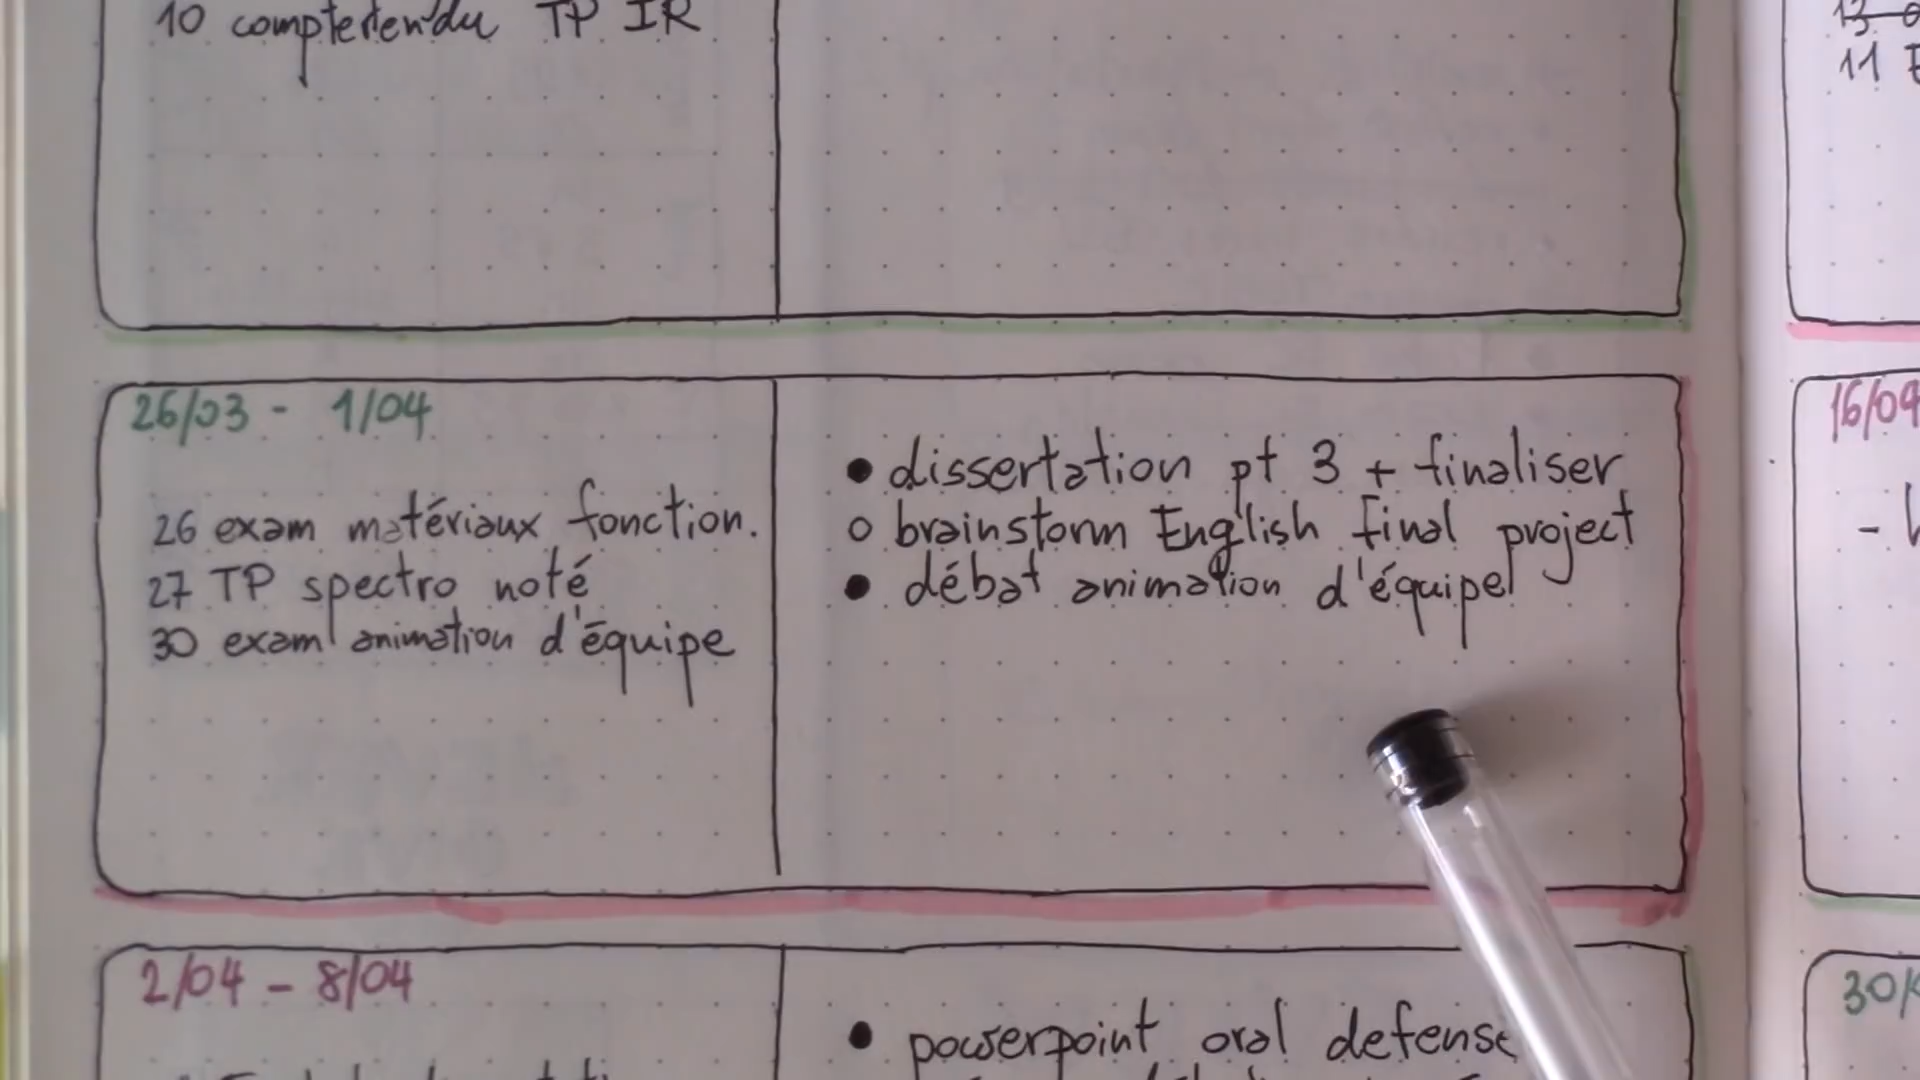 10 compterendu TP IR
26/03 - 1/04
26 exam matériaux fonction.
27 TP spectro noté
30 exam animation d'équipe
• dissertation pt 3 + finaliser
o brainstorm English final project
• débat animation d'équipe
2/04 - 8/04
• powerpoint oral defense
13
11
16/04
30/